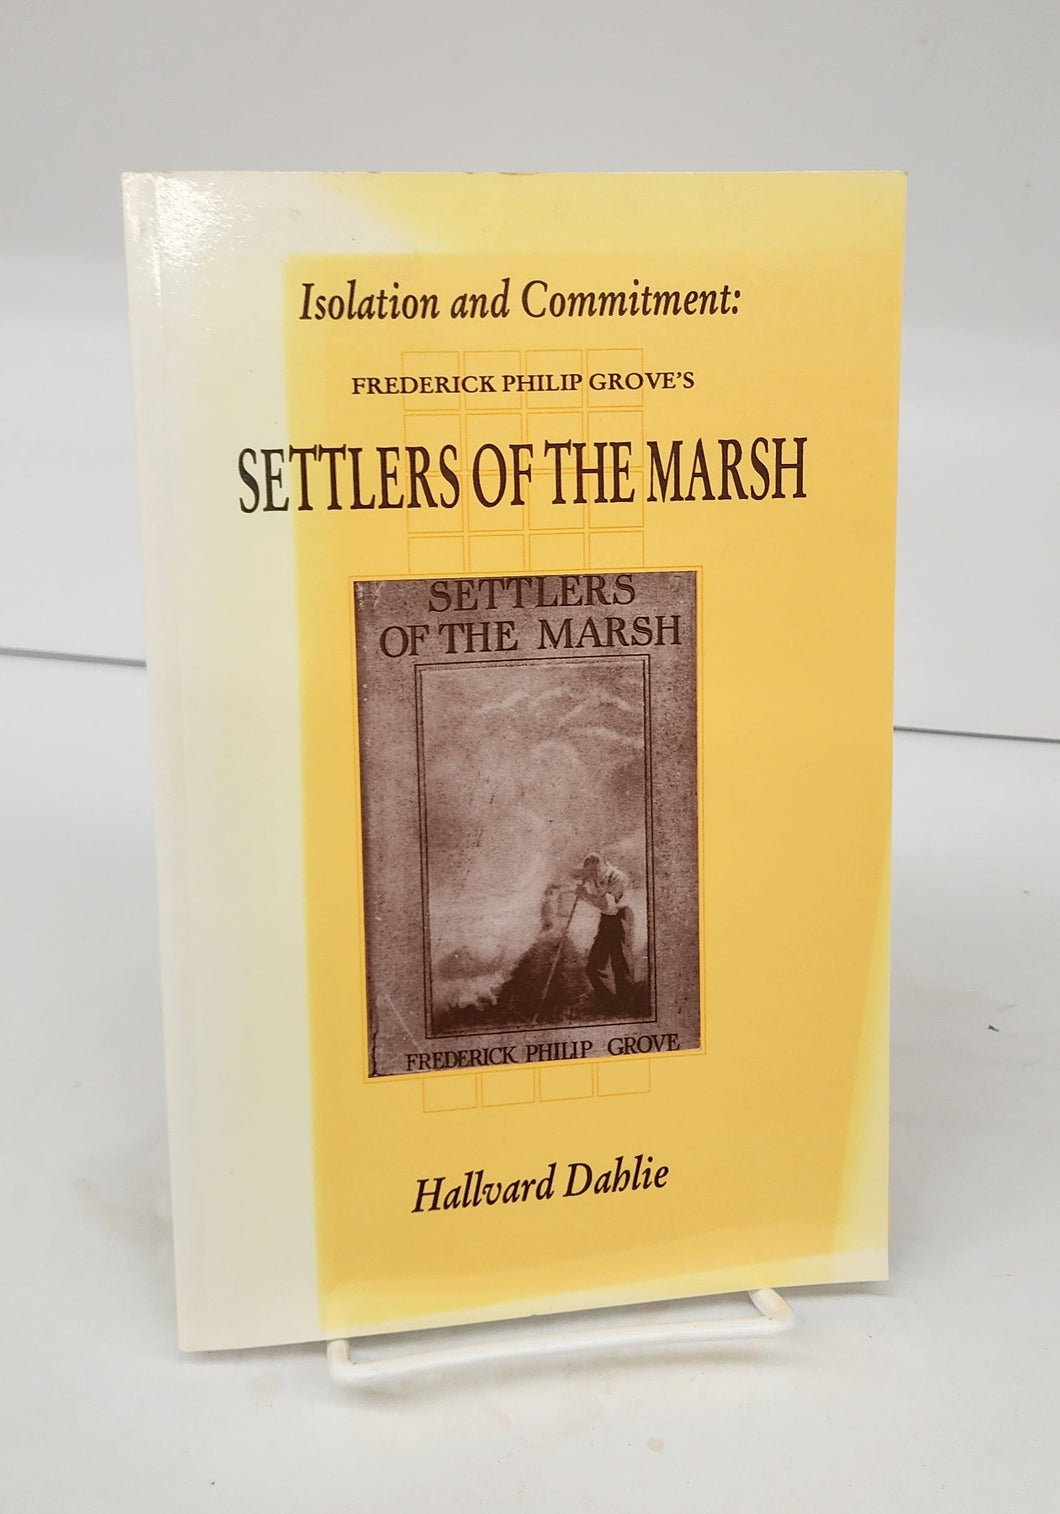 Isolation and Commitment:
FREDERICK PHILIP GROVE'S
SETTLERS OF THE MARSH
SETTLERS
OF THE MARSH
FREDERICK PHILIP GROVE
Hallvard Dahlie